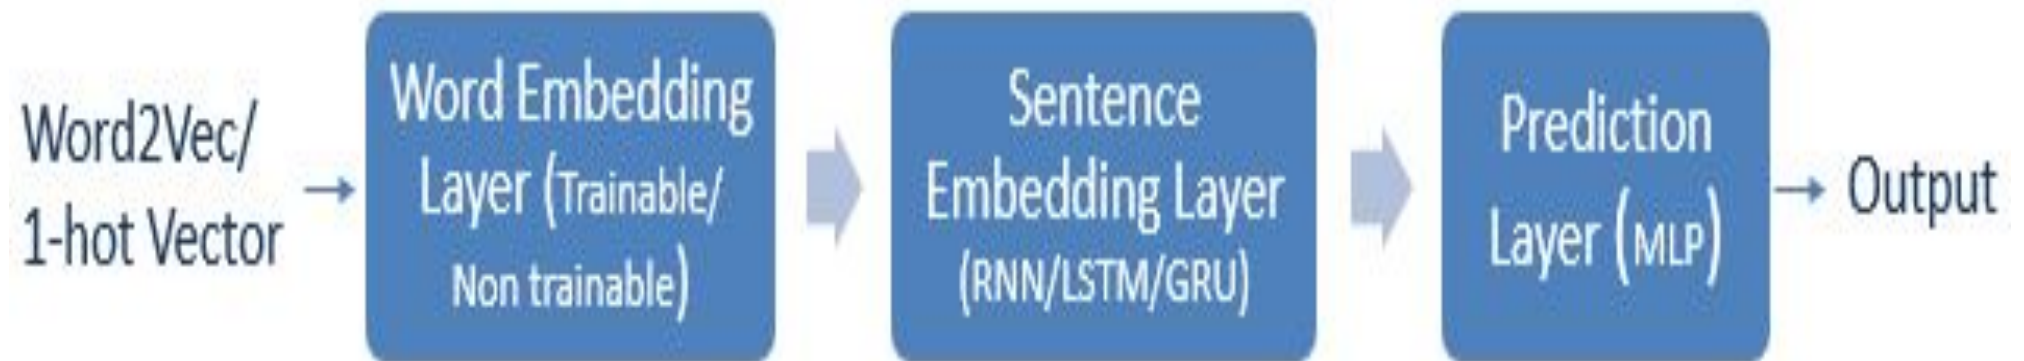 Word2Vec/
1-hot Vector
Word Embedding
Layer (Trainable/
Non trainable)
Sentence
Embedding Layer
(RNN/LSTM/GRU)
Prediction
Layer (MLP)
Output